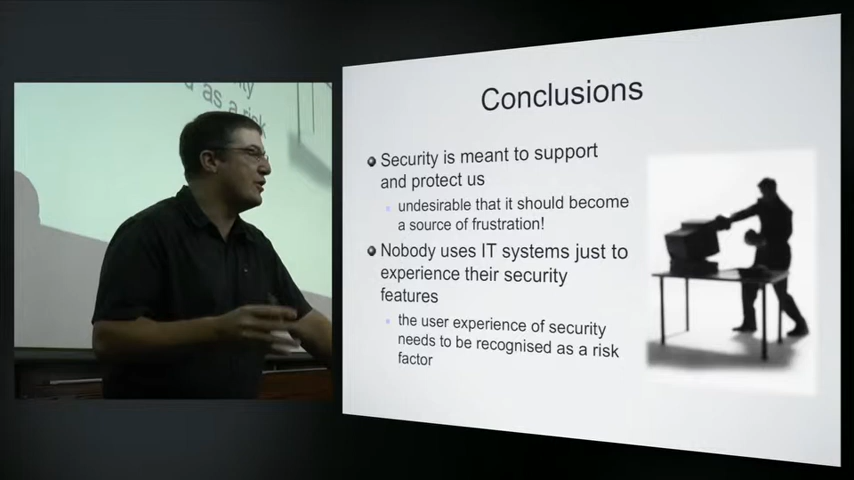 as a risk
Conclusions
Security is meant to support
and protect us
undesirable that it should become
a source of frustration!
Nobody uses IT systems just to
experience their security
features
the user experience of security
needs to be recognised as a risk
factor